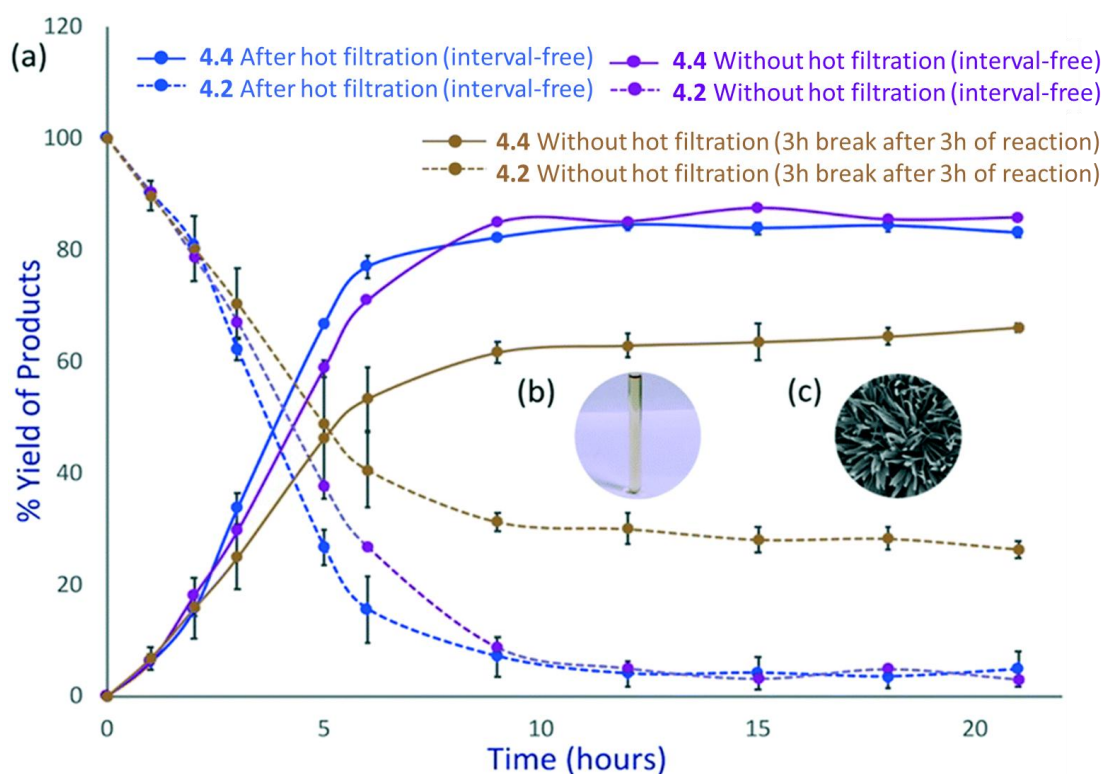 120
(a)
4.4 After hot filtration (interval-free)
4.2 After hot filtration (interval-free)
4.4 Without hot filtration (interval-free)
4.2 Without hot filtration (interval-free)
100
4.4 Without hot filtration (3h break after 3h of reaction)
4.2 Without hot filtration (3h break after 3h of reaction)
80
60
40
20
0
% Yield of Products
(b)
(c)
0 5 10 15 20
Time (hours)